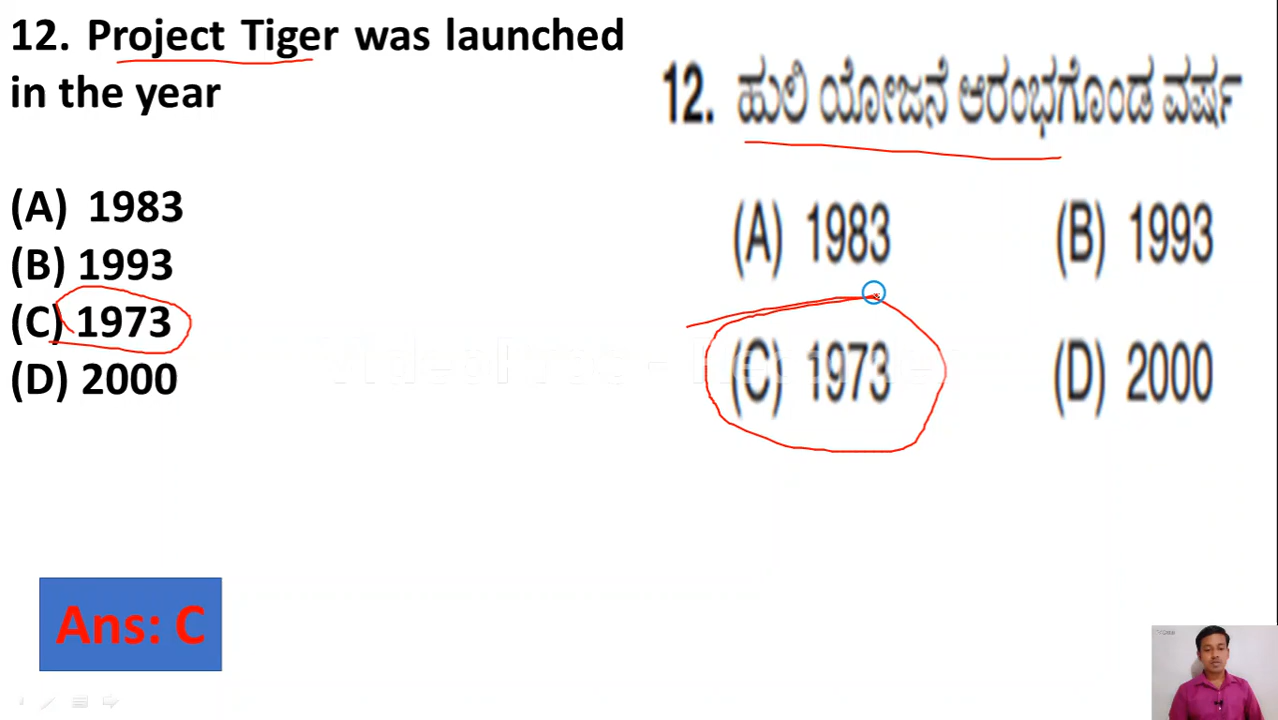 12. Project Tiger was launched
in the year
(A) 1983
(B) 1993
(C) 1973
(D) 2000
Ans: C
12. ಹುಲಿ ಯೋಜನೆ ಆರಂಭಗೊಂಡ ವರ್ಷ
(A) 1983 (B) 1993
(C) 1973 (D) 2000